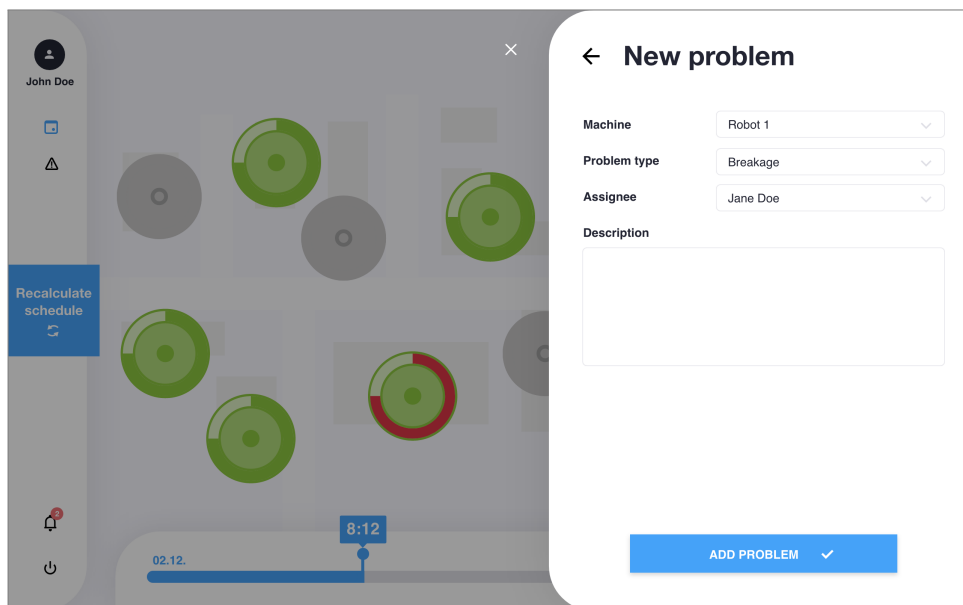 John Doe
Recalculate
schedule
2
8:12
02.12.
New problem
Machine
Robot 1
Problem type
Breakage
Assignee
Jane Doe
Description
ADD PROBLEM